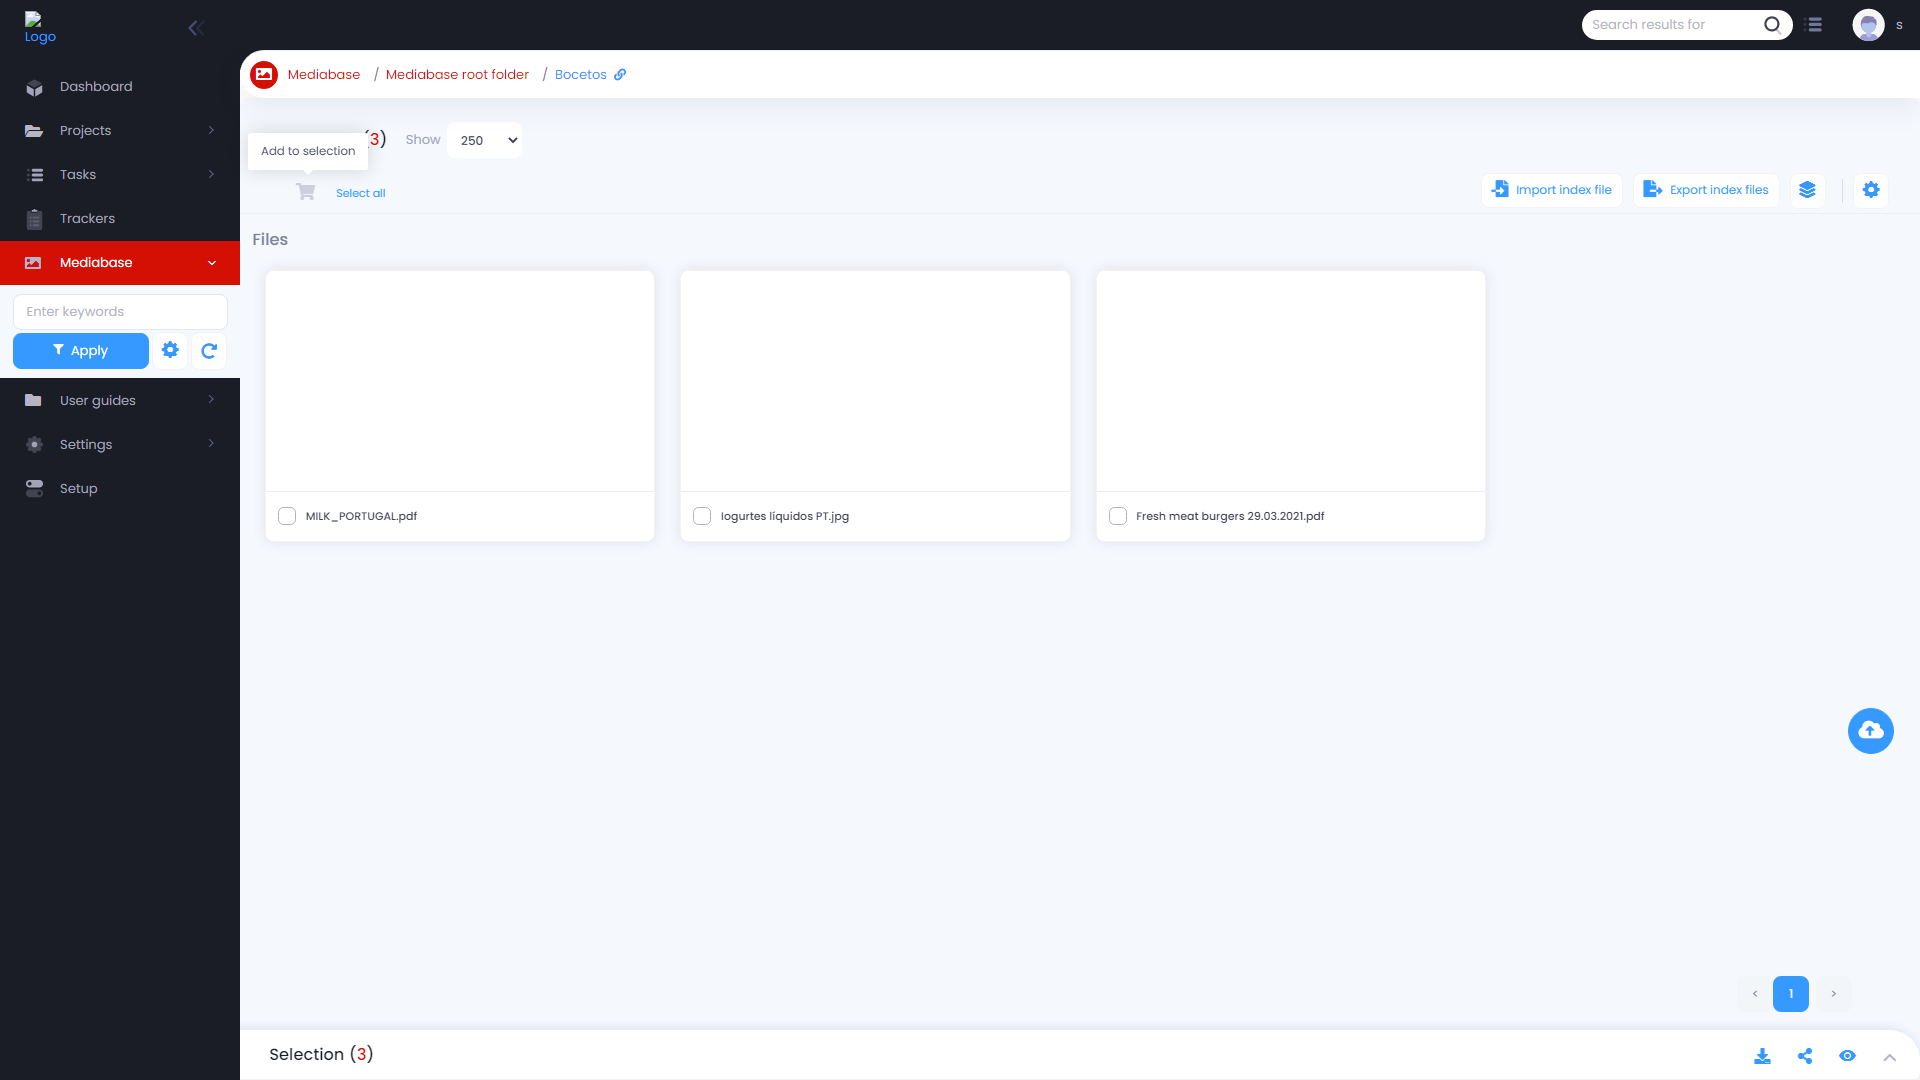 Logo
Search results for
s
Dashboard
Projects
Tasks
Trackers
Mediabase
Enter keywords
Apply
User guides
Settings
Setup
Mediabase / Mediabase root folder / Bocetos
(3) Show 250
Add to selection
Select all
Import index file
Export index files
Files
MILK_PORTUGAL.pdf
Iogurtes líquidos PT.jpg
Fresh meat burgers 29.03.2021.pdf
< 1 >
Selection (3)